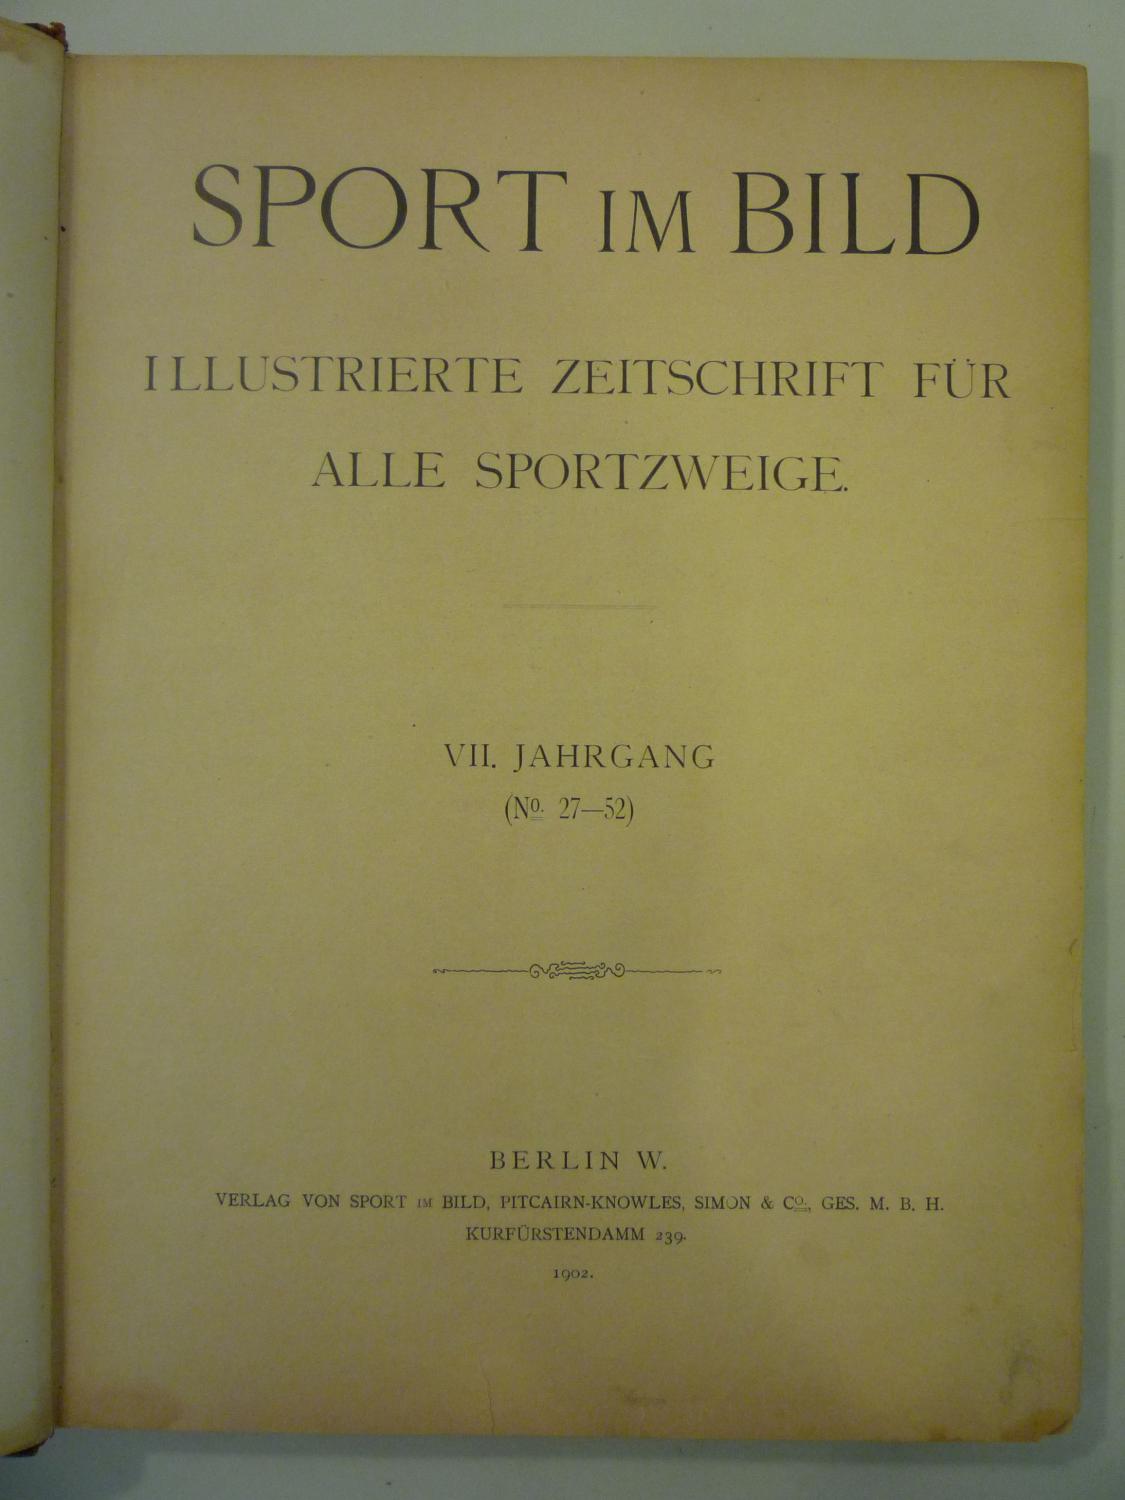 SPORT IM BILD
ILLUSTRIERTE ZEITSCHRIFT FÜR
ALLE SPORTZWEIGE.
VII. JAHRGANG
(No. 27—52)
BERLIN W.
VERLAG VON SPORT IM BILD, PITCAIRN-KNOWLES, SIMON & Co., GES. M. B. H.
KURFÜRSTENDAMM 239.
1902.